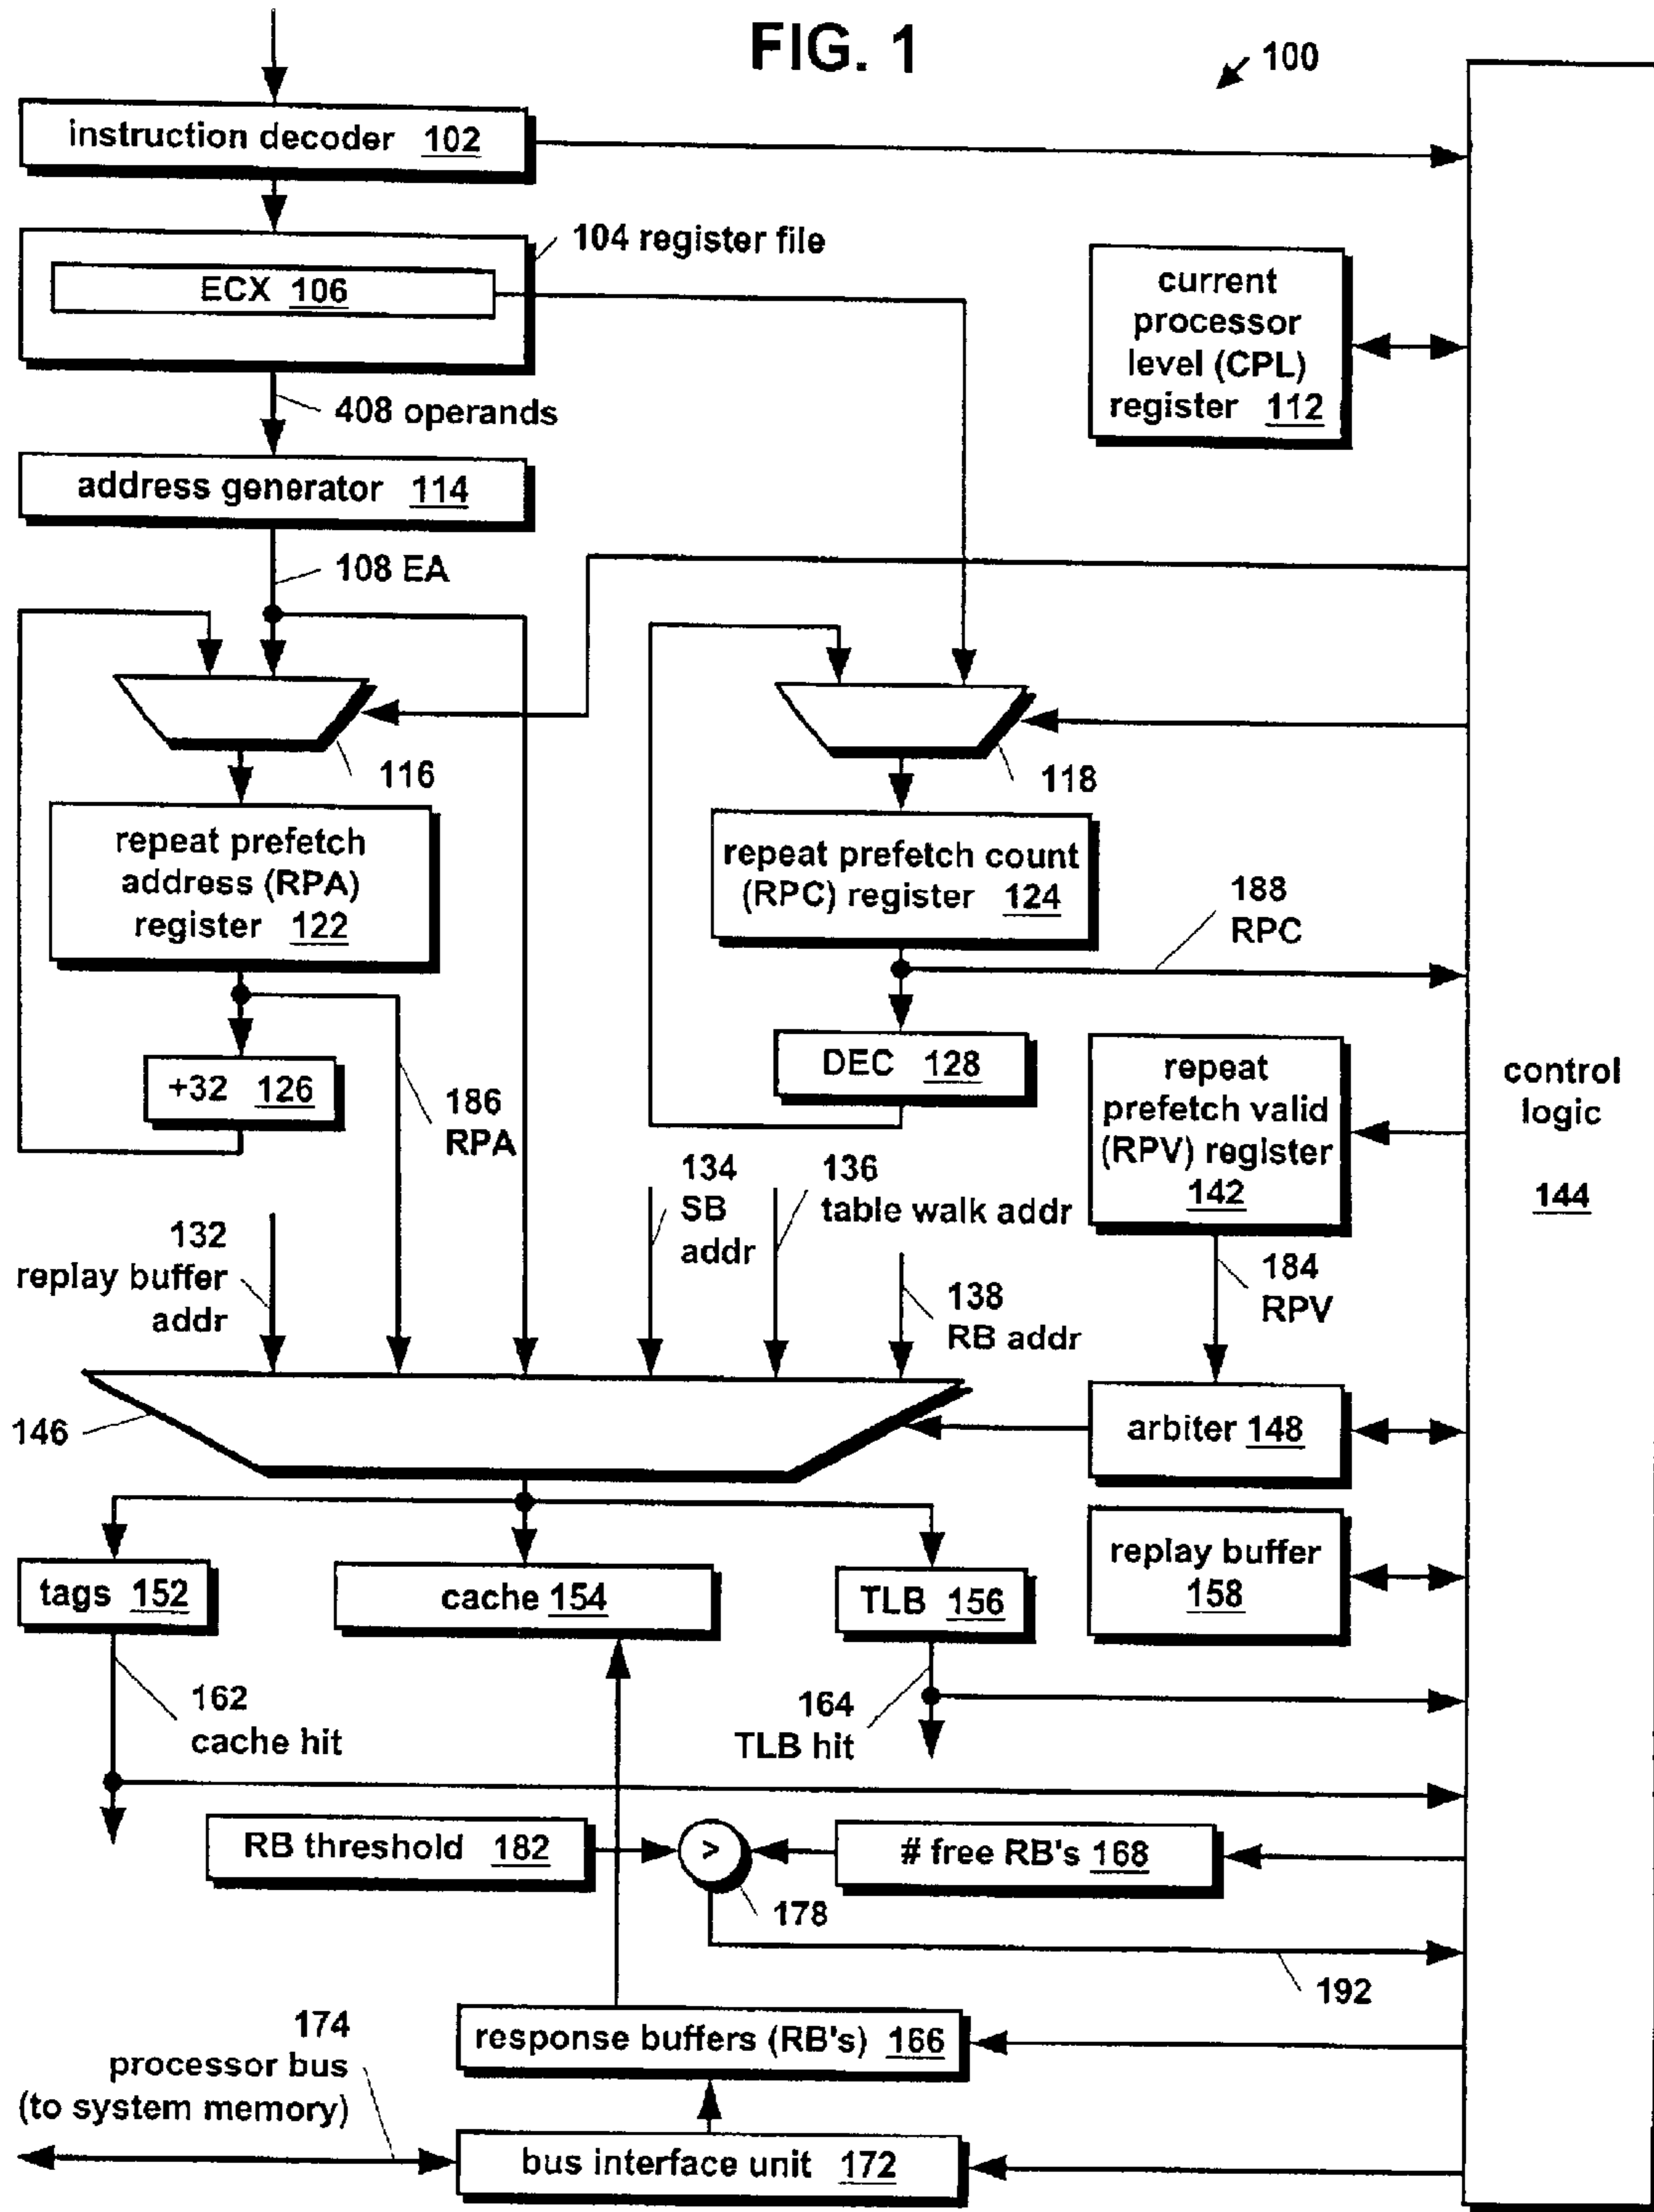 FIG. 1
100
instruction decoder 102
104 register file
ECX 106
current
processor
level (CPL)
register 112
408 operands
address generator 114
108 EA
116
118
repeat prefetch
address (RPA)
register 122
repeat prefetch count
(RPC) register 124
188
RPC
+32 126
186
RPA
DEC 128
repeat
prefetch valid
(RPV) register
142
control
logic
144
132
replay buffer
addr
134
SB
addr
136
table walk addr
138
RB addr
184
RPV
146
arbiter 148
tags 152
cache 154
TLB 156
replay buffer
158
162
cache hit
164
TLB hit
RB threshold 182
>
# free RB's 168
178
192
174
processor bus
(to system memory)
response buffers (RB's) 166
bus interface unit 172